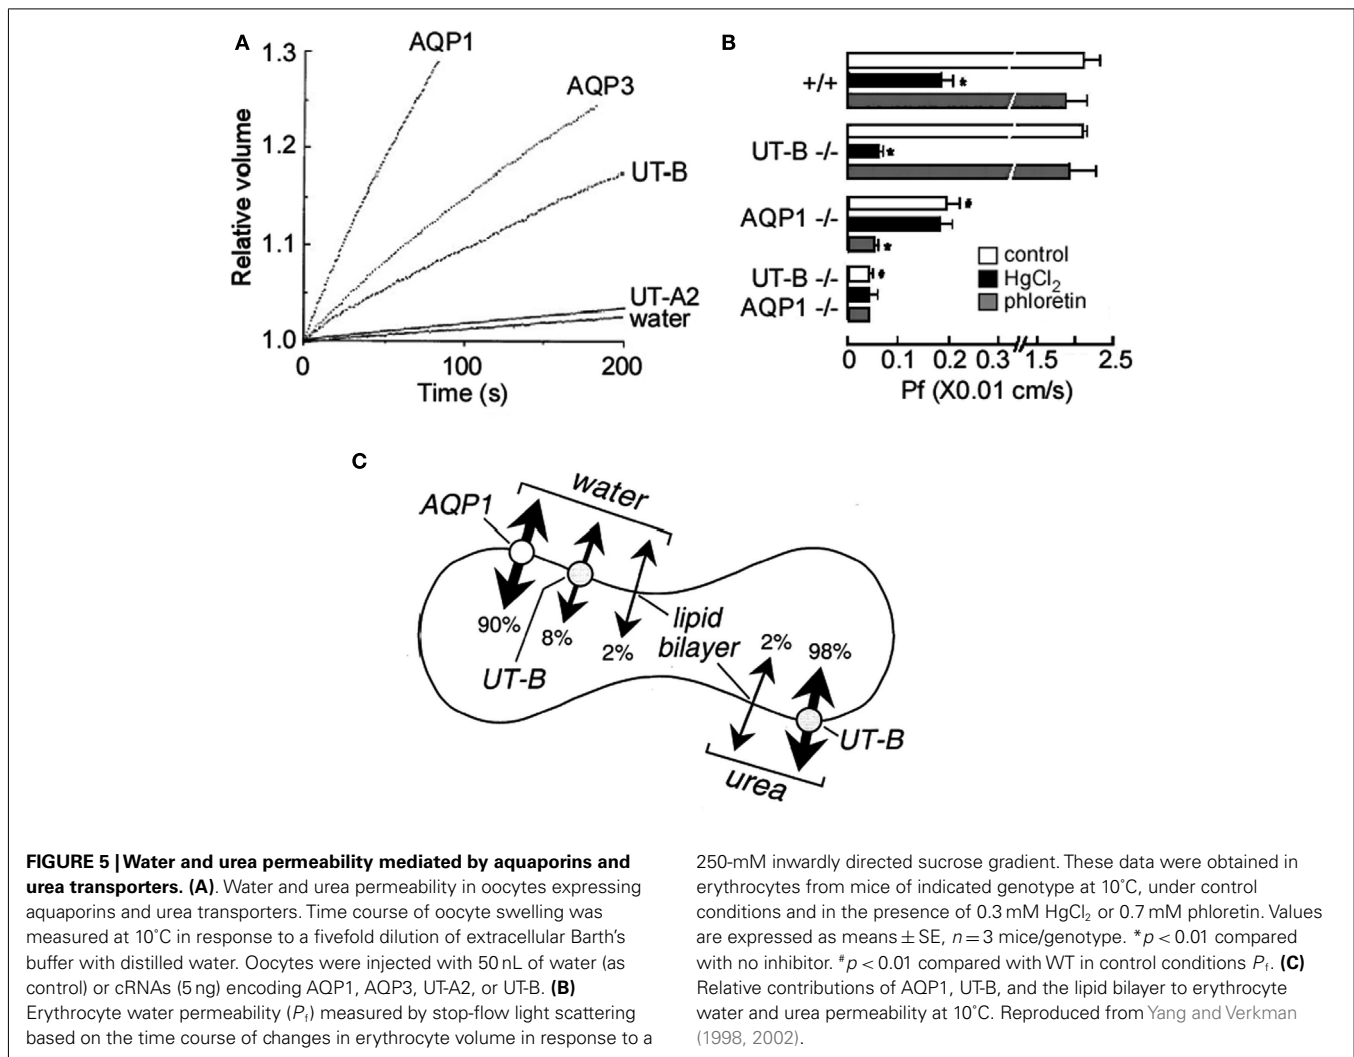 A
1.3
1.2
1.1
1.0
Relative volume
AQP1
AQP3
UT-B
UT-A2
water
0
100
200
Time (s)
B
+/+
UT-B -/-
AQP1 -/-
UT-B -/-
AQP1 -/-
*
*
#
*
#
control
HgCl₂
phloretin
0 0.1 0.2 0.3 1.5 2.5
Pf (X0.01 cm/s)
C
water
AQP1
90%
8%
2%
UT-B
lipid
bilayer
2%
98%
UT-B
urea
FIGURE 5 | Water and urea permeability mediated by aquaporins and
urea transporters. (A). Water and urea permeability in oocytes expressing
aquaporins and urea transporters. Time course of oocyte swelling was
measured at 10˚C in response to a fivefold dilution of extracellular Barth's
buffer with distilled water. Oocytes were injected with 50 nL of water (as
control) or cRNAs (5 ng) encoding AQP1, AQP3, UT-A2, or UT-B. (B)
Erythrocyte water permeability (Pf) measured by stop-flow light scattering
based on the time course of changes in erythrocyte volume in response to a
250-mM inwardly directed sucrose gradient. These data were obtained in
erythrocytes from mice of indicated genotype at 10˚C, under control
conditions and in the presence of 0.3 mM HgCl₂ or 0.7 mM phloretin. Values
are expressed as means ± SE, n = 3 mice/genotype. *p < 0.01 compared
with no inhibitor. #p < 0.01 compared with WT in control conditions Pf. (C)
Relative contributions of AQP1, UT-B, and the lipid bilayer to erythrocyte
water and urea permeability at 10˚C. Reproduced from Yang and Verkman
(1998, 2002).